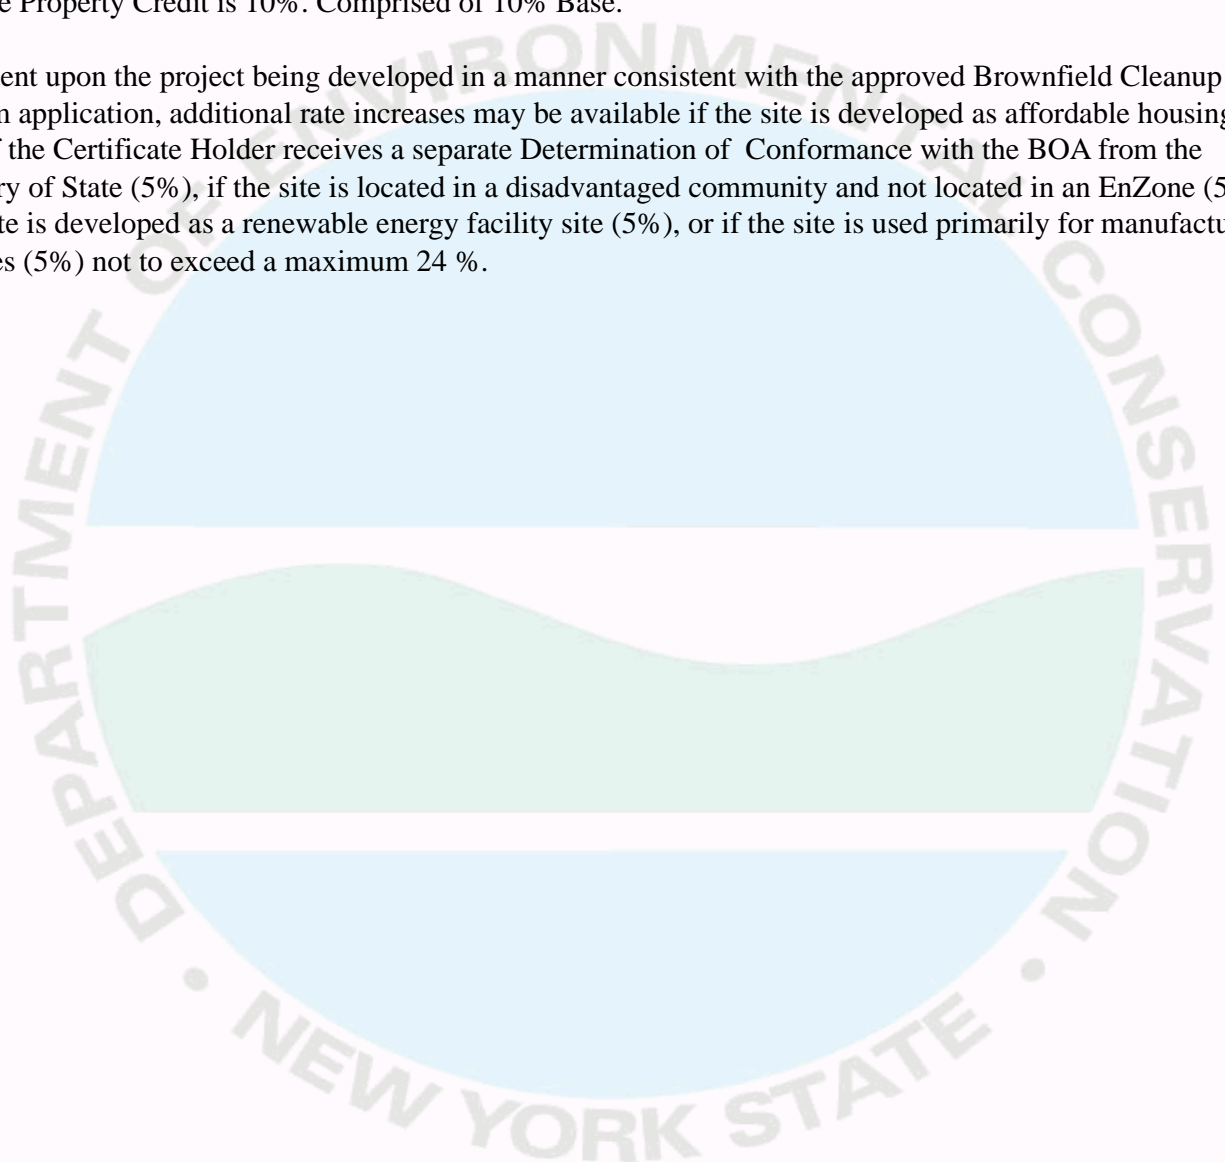 e Property Credit is 10%. Comprised of 10% Base.
ent upon the project being developed in a manner consistent with the approved Brownfield Cleanup
n application, additional rate increases may be available if the site is developed as affordable housing
f the Certificate Holder receives a separate Determination of  Conformance with the BOA from the
ry of State (5%), if the site is located in a disadvantaged community and not located in an EnZone (5
te is developed as a renewable energy facility site (5%), or if the site is used primarily for manufactu
es (5%) not to exceed a maximum 24 %.
DEPARTMENT OF ENVIRONMENTAL CONSERVATION
• NEW YORK STATE •